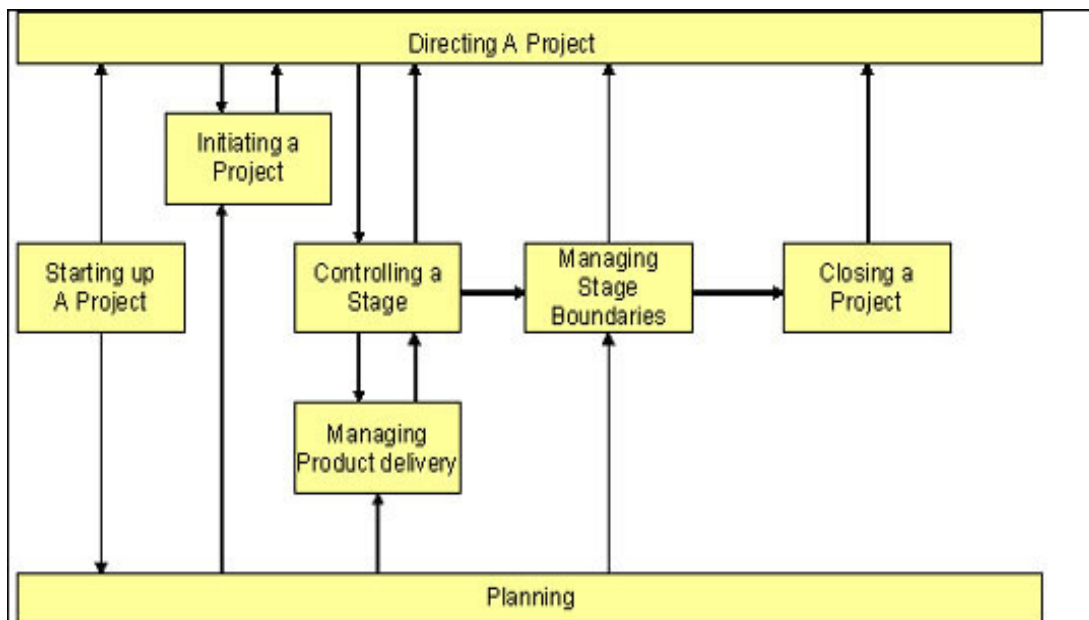 Directing A Project
Initiating a
Project
Starting up
A Project
Controlling a
Stage
Managing
Stage
Boundaries
Closing a
Project
Managing
Product delivery
Planning